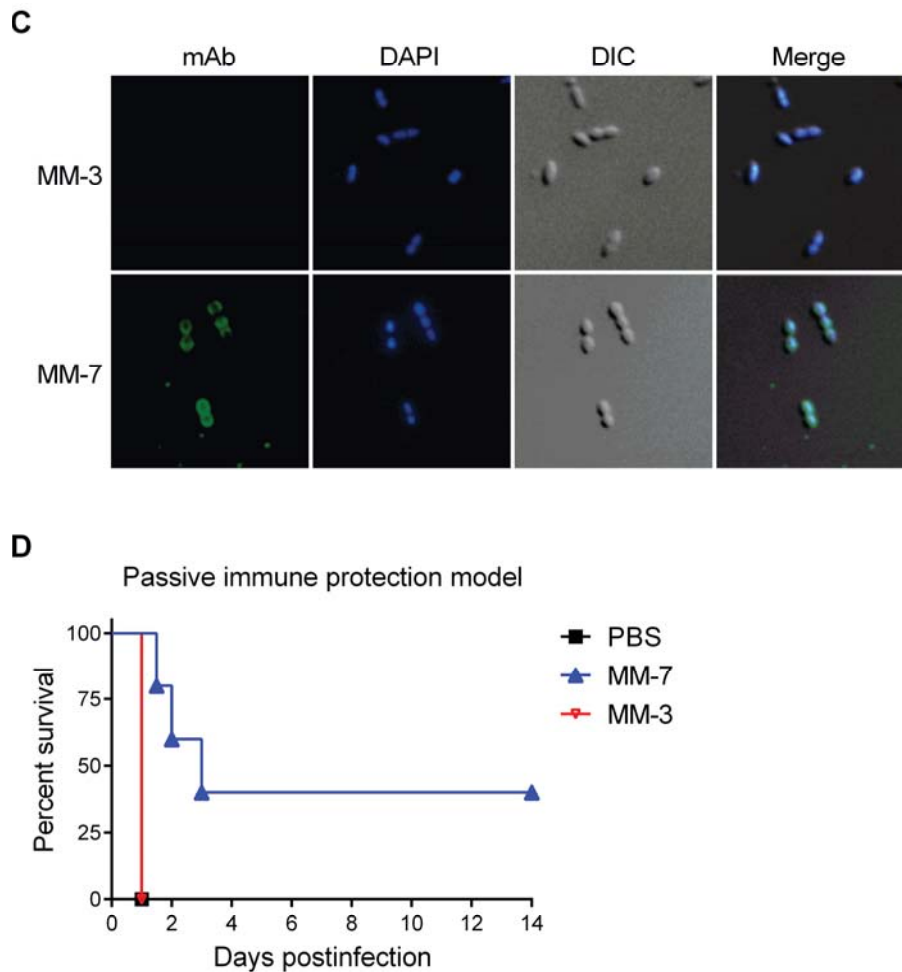 C
mAb DAPI DIC Merge
MM-3
MM-7
D
Passive immune protection model
100
75
50
25
0
Percent survival
0 2 4 6 8 10 12 14
Days postinfection
PBS
MM-7
MM-3